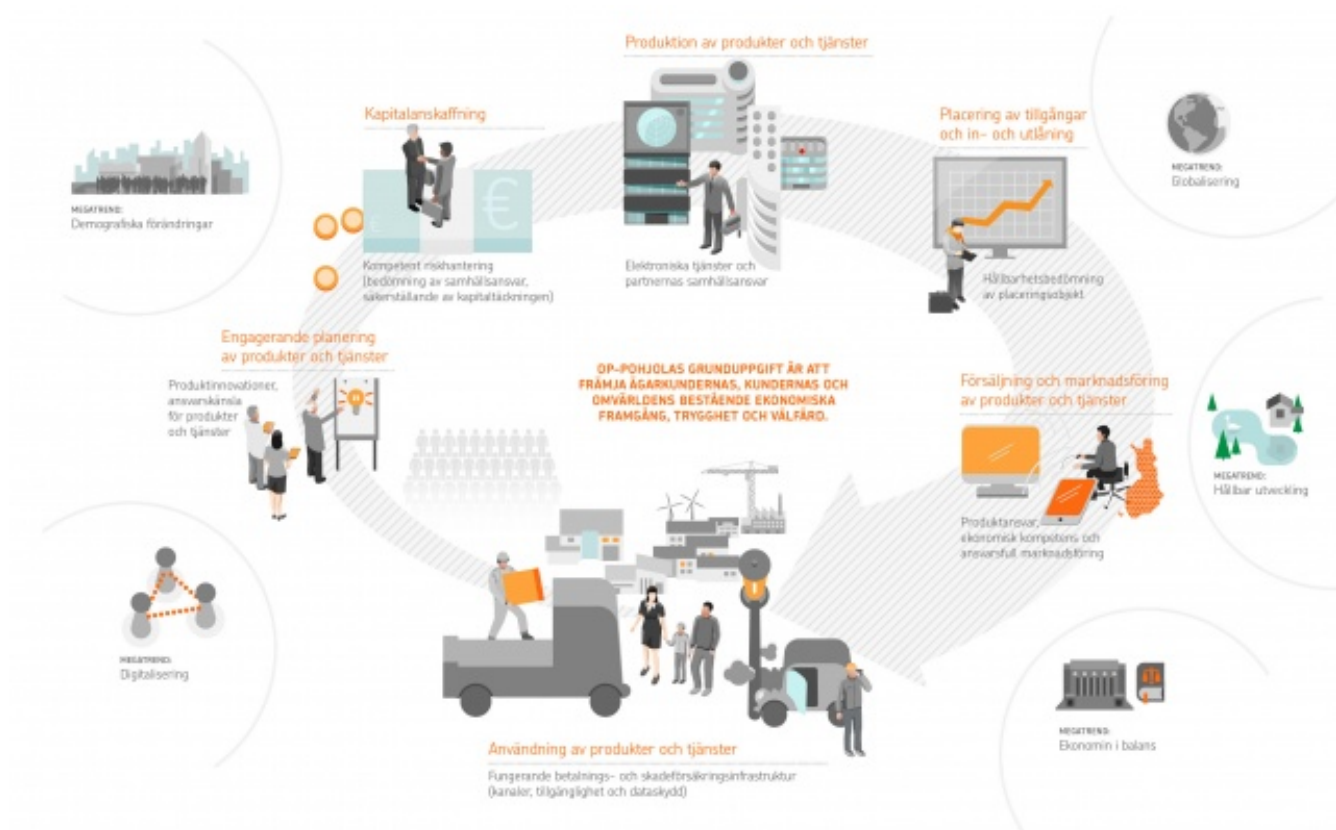 Produktion av produkter och tjänster
Kapitalanskaffning
Placering av tillgångar
och in- och utlåning
MEGATREND:
Globalisering
MEGATREND:
Demografiska förändringar
Kompetent riskhantering
(bedömning av samhällsansvar,
säkerställande av kapitaltäckningen)
Elektroniska tjänster och
partnernas samhällsansvar
Hållbarhetsbedömning
av placeringsobjekt
Engagerande planering
av produkter och tjänster
Produktinnovationer,
ansvarskänsla
för produkter
och tjänster
OP-POHJOLAS GRUNDUPPGIFT ÄR ATT
FRÄMJA ÄGARKUNDERNAS, KUNDERNAS OCH
OMVÄRLDENS BESTÅENDE EKONOMISKA
FRAMGÅNG, TRYGGHET OCH VÄLFÄRD.
Försäljning och marknadsföring
av produkter och tjänster
MEGATREND:
Hållbar utveckling
Produktansvar,
ekonomisk kompetens och
ansvarsfull marknadsföring
MEGATREND:
Digitalisering
MEGATREND:
Ekonomin i balans
Användning av produkter och tjänster
Fungerande betalnings- och skadeförsäkringsinfrastruktur
(kanaler, tillgänglighet och dataskydd)